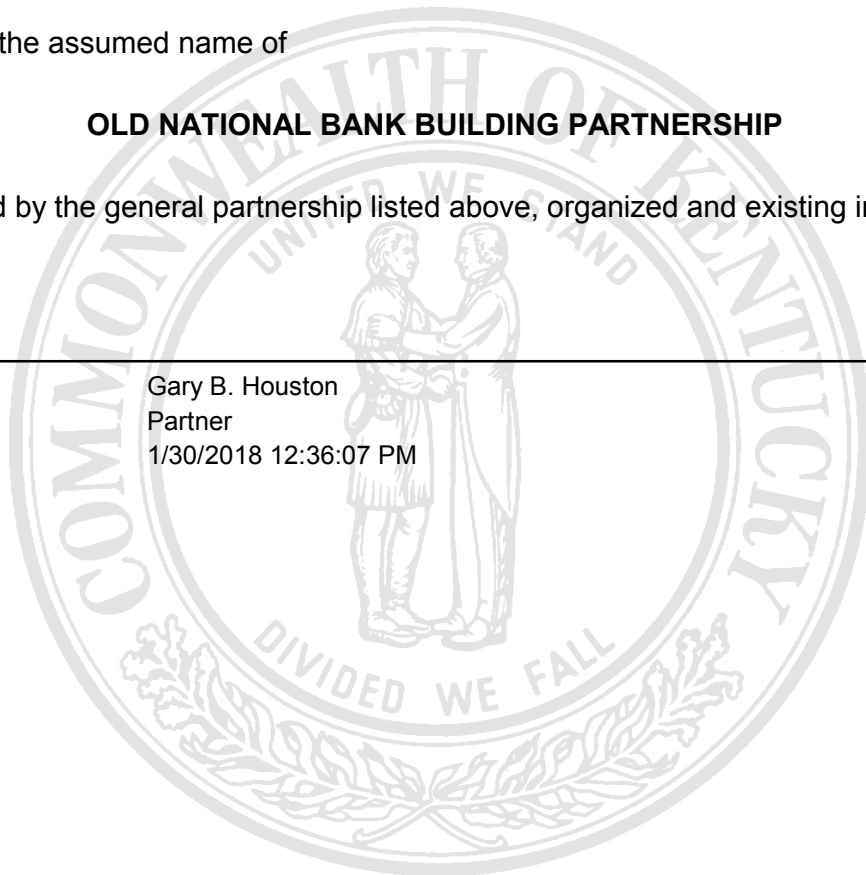 the assumed name of
OLD NATIONAL BANK BUILDING PARTNERSHIP
d by the general partnership listed above, organized and existing in
Gary B. Houston
Partner
1/30/2018 12:36:07 PM
COMMONWEALTH OF KENTUCKY
UNITED WE STAND
DIVIDED WE FALL